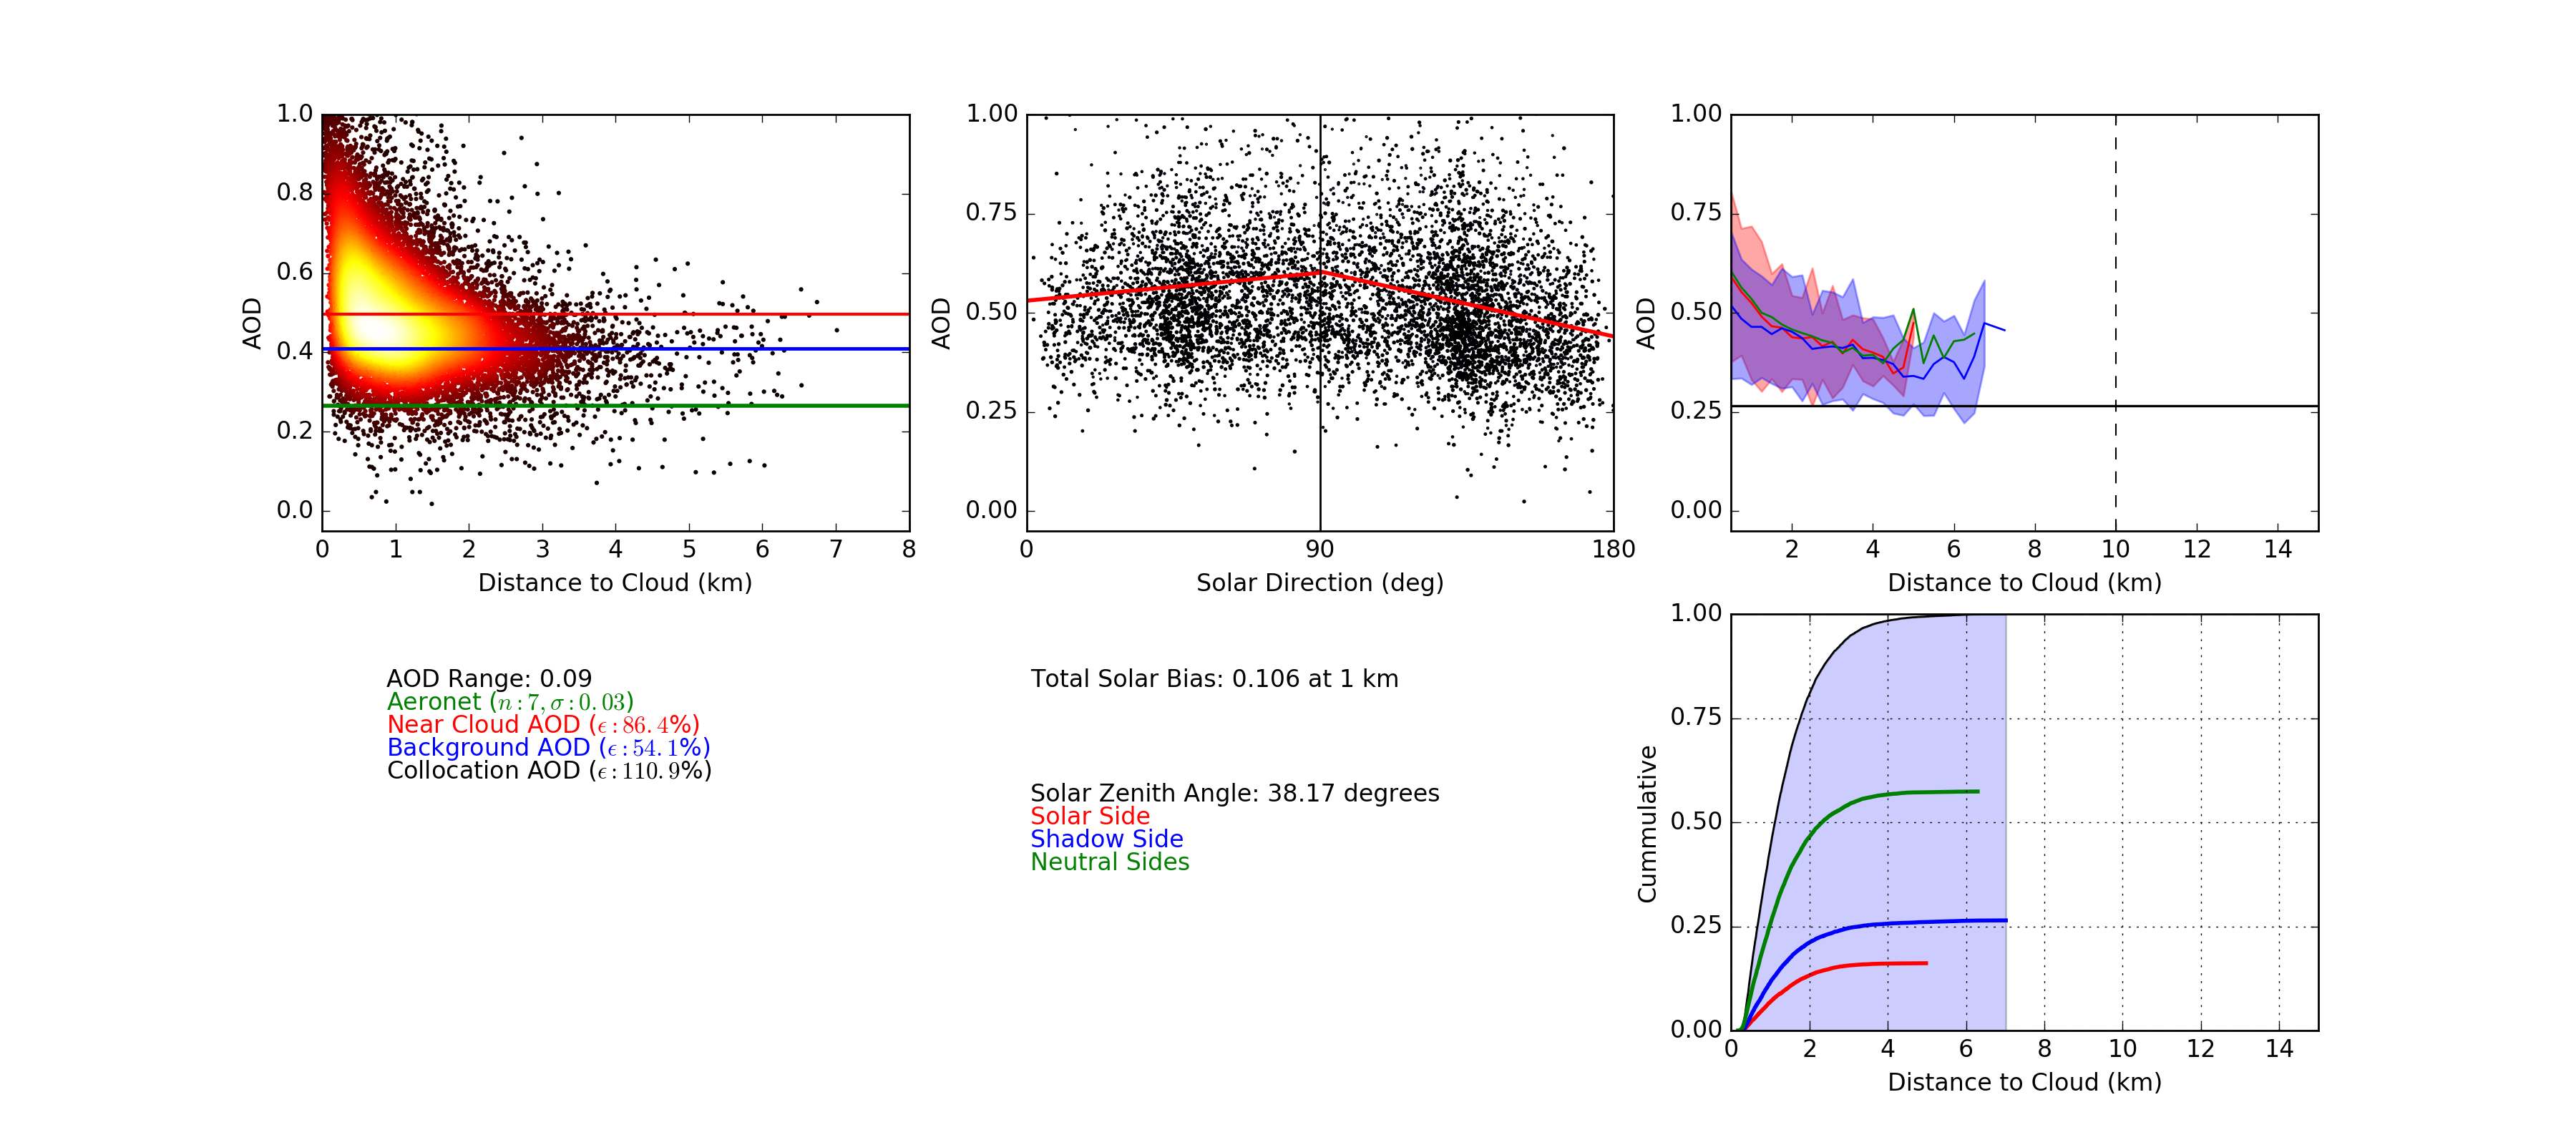 1.0
0.8
0.6
0.4
0.2
0.0
AOD
0 1 2 3 4 5 6 7 8
Distance to Cloud (km)
1.00
0.75
0.50
0.25
0.00
AOD
0 90 180
Solar Direction (deg)
1.00
0.75
0.50
0.25
0.00
AOD
2 4 6 8 10 12 14
Distance to Cloud (km)
AOD Range: 0.09
Aeronet (n : 7, σ : 0.03)
Near Cloud AOD (ϵ : 86.4%)
Background AOD (ϵ : 54.1%)
Collocation AOD (ϵ : 110.9%)
Total Solar Bias: 0.106 at 1 km
Solar Zenith Angle: 38.17 degrees
Solar Side
Shadow Side
Neutral Sides
1.00
0.75
0.50
0.25
0.00
Cummulative
0 2 4 6 8 10 12 14
Distance to Cloud (km)